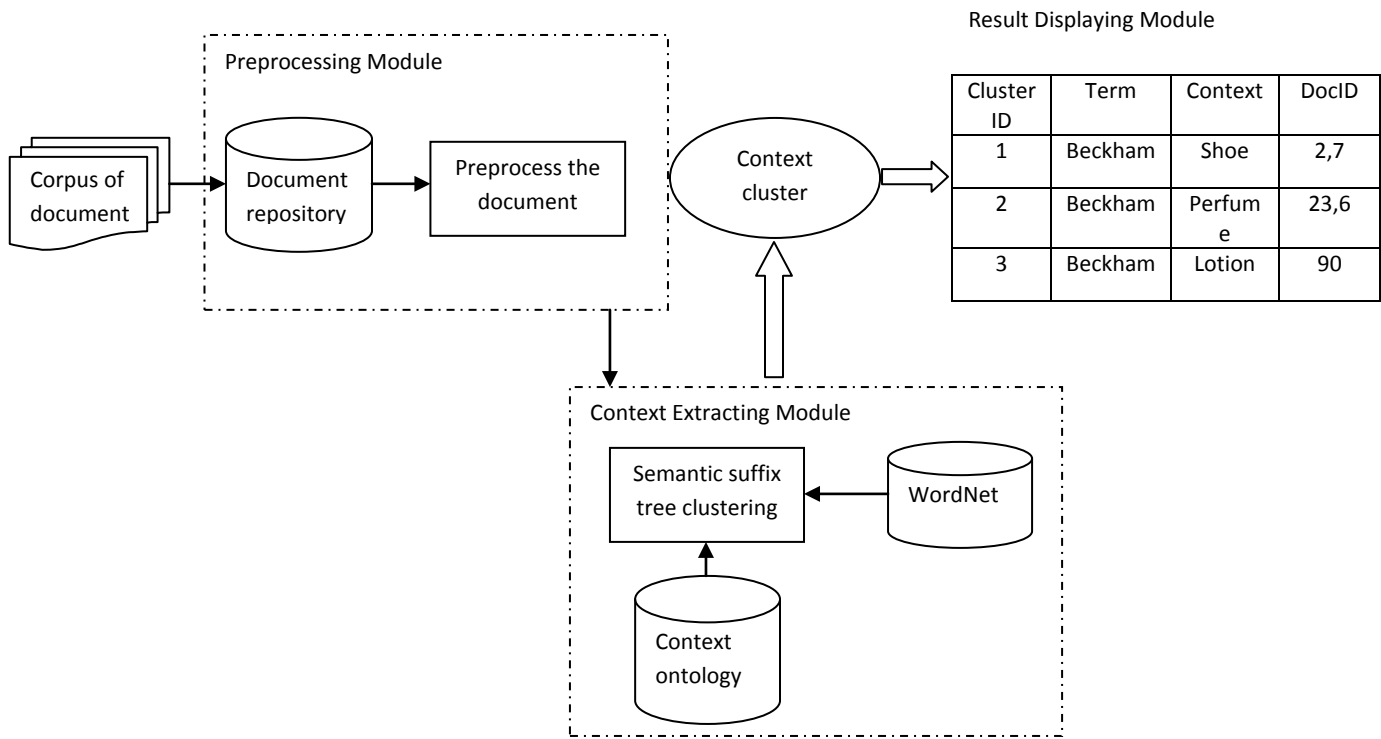 Result Displaying Module
Preprocessing Module
Corpus of
document
Document
repository
Preprocess the
document
Context
cluster
Cluster
ID
Term
Context
DocID
1
Beckham
Shoe
2,7
2
Beckham
Perfum
e
23,6
3
Beckham
Lotion
90
Context Extracting Module
Semantic suffix
tree clustering
WordNet
Context
ontology